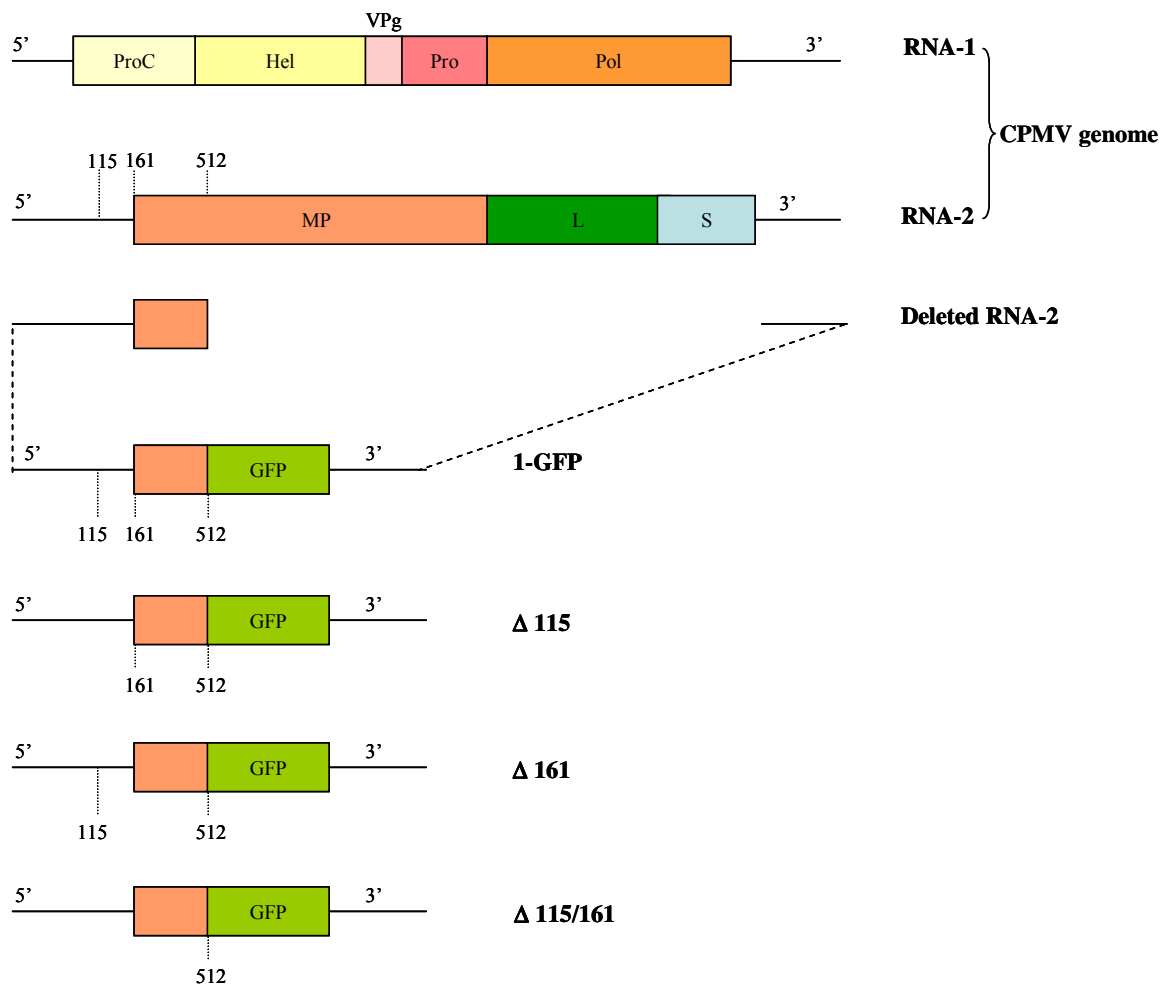 VPg
5’ ProC Hel Pro Pol 3’ RNA-1
CPMV genome
115 161 512
5’ MP L S 3’ RNA-2
Deleted RNA-2
5’ GFP 3’ 1-GFP
115 161 512
5’ GFP 3’ Δ 115
161 512
5’ GFP 3’ Δ 161
115 512
5’ GFP 3’ Δ 115/161
512